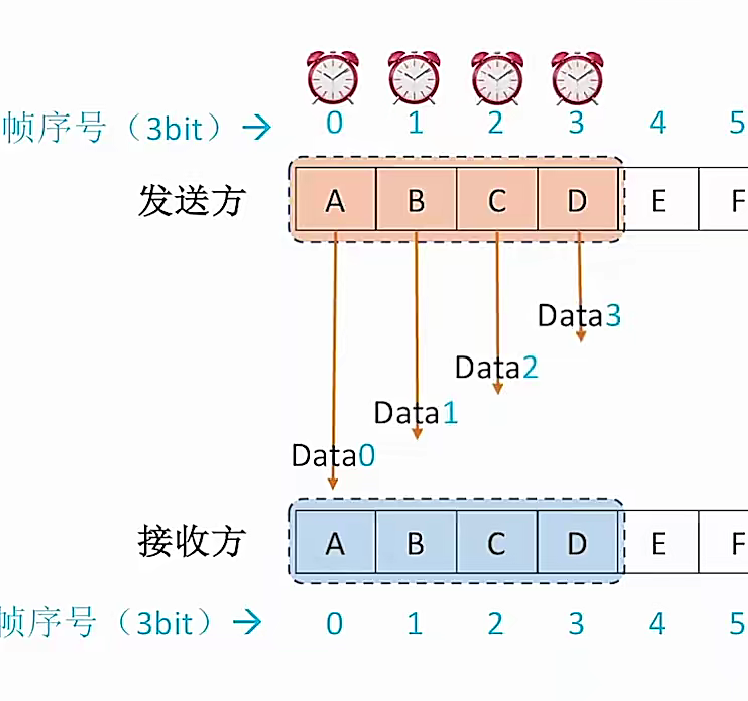 帧序号（3bit）→ 0 1 2 3 4 5
发送方 A B C D E F
Data3
Data2
Data1
Data0
接收方 A B C D E F
帧序号（3bit）→ 0 1 2 3 4 5